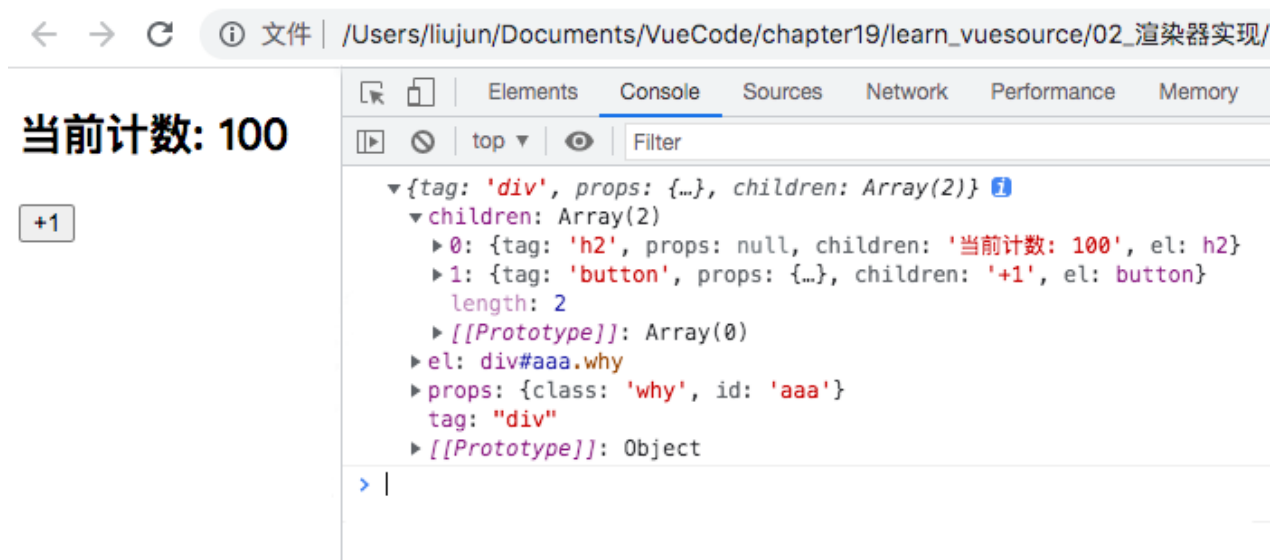 文件 /Users/liujun/Documents/VueCode/chapter19/learn_vuesource/02_渲染器实现/
当前计数: 100
+1
Elements Console Sources Network Performance Memory
top ▼ Filter
▼{tag: 'div', props: {…}, children: Array(2)} i
▼children: Array(2)
▶0: {tag: 'h2', props: null, children: '当前计数: 100', el: h2}
▶1: {tag: 'button', props: {…}, children: '+1', el: button}
length: 2
▶[[Prototype]]: Array(0)
▶el: div#aaa.why
▶props: {class: 'why', id: 'aaa'}
tag: "div"
▶[[Prototype]]: Object
>